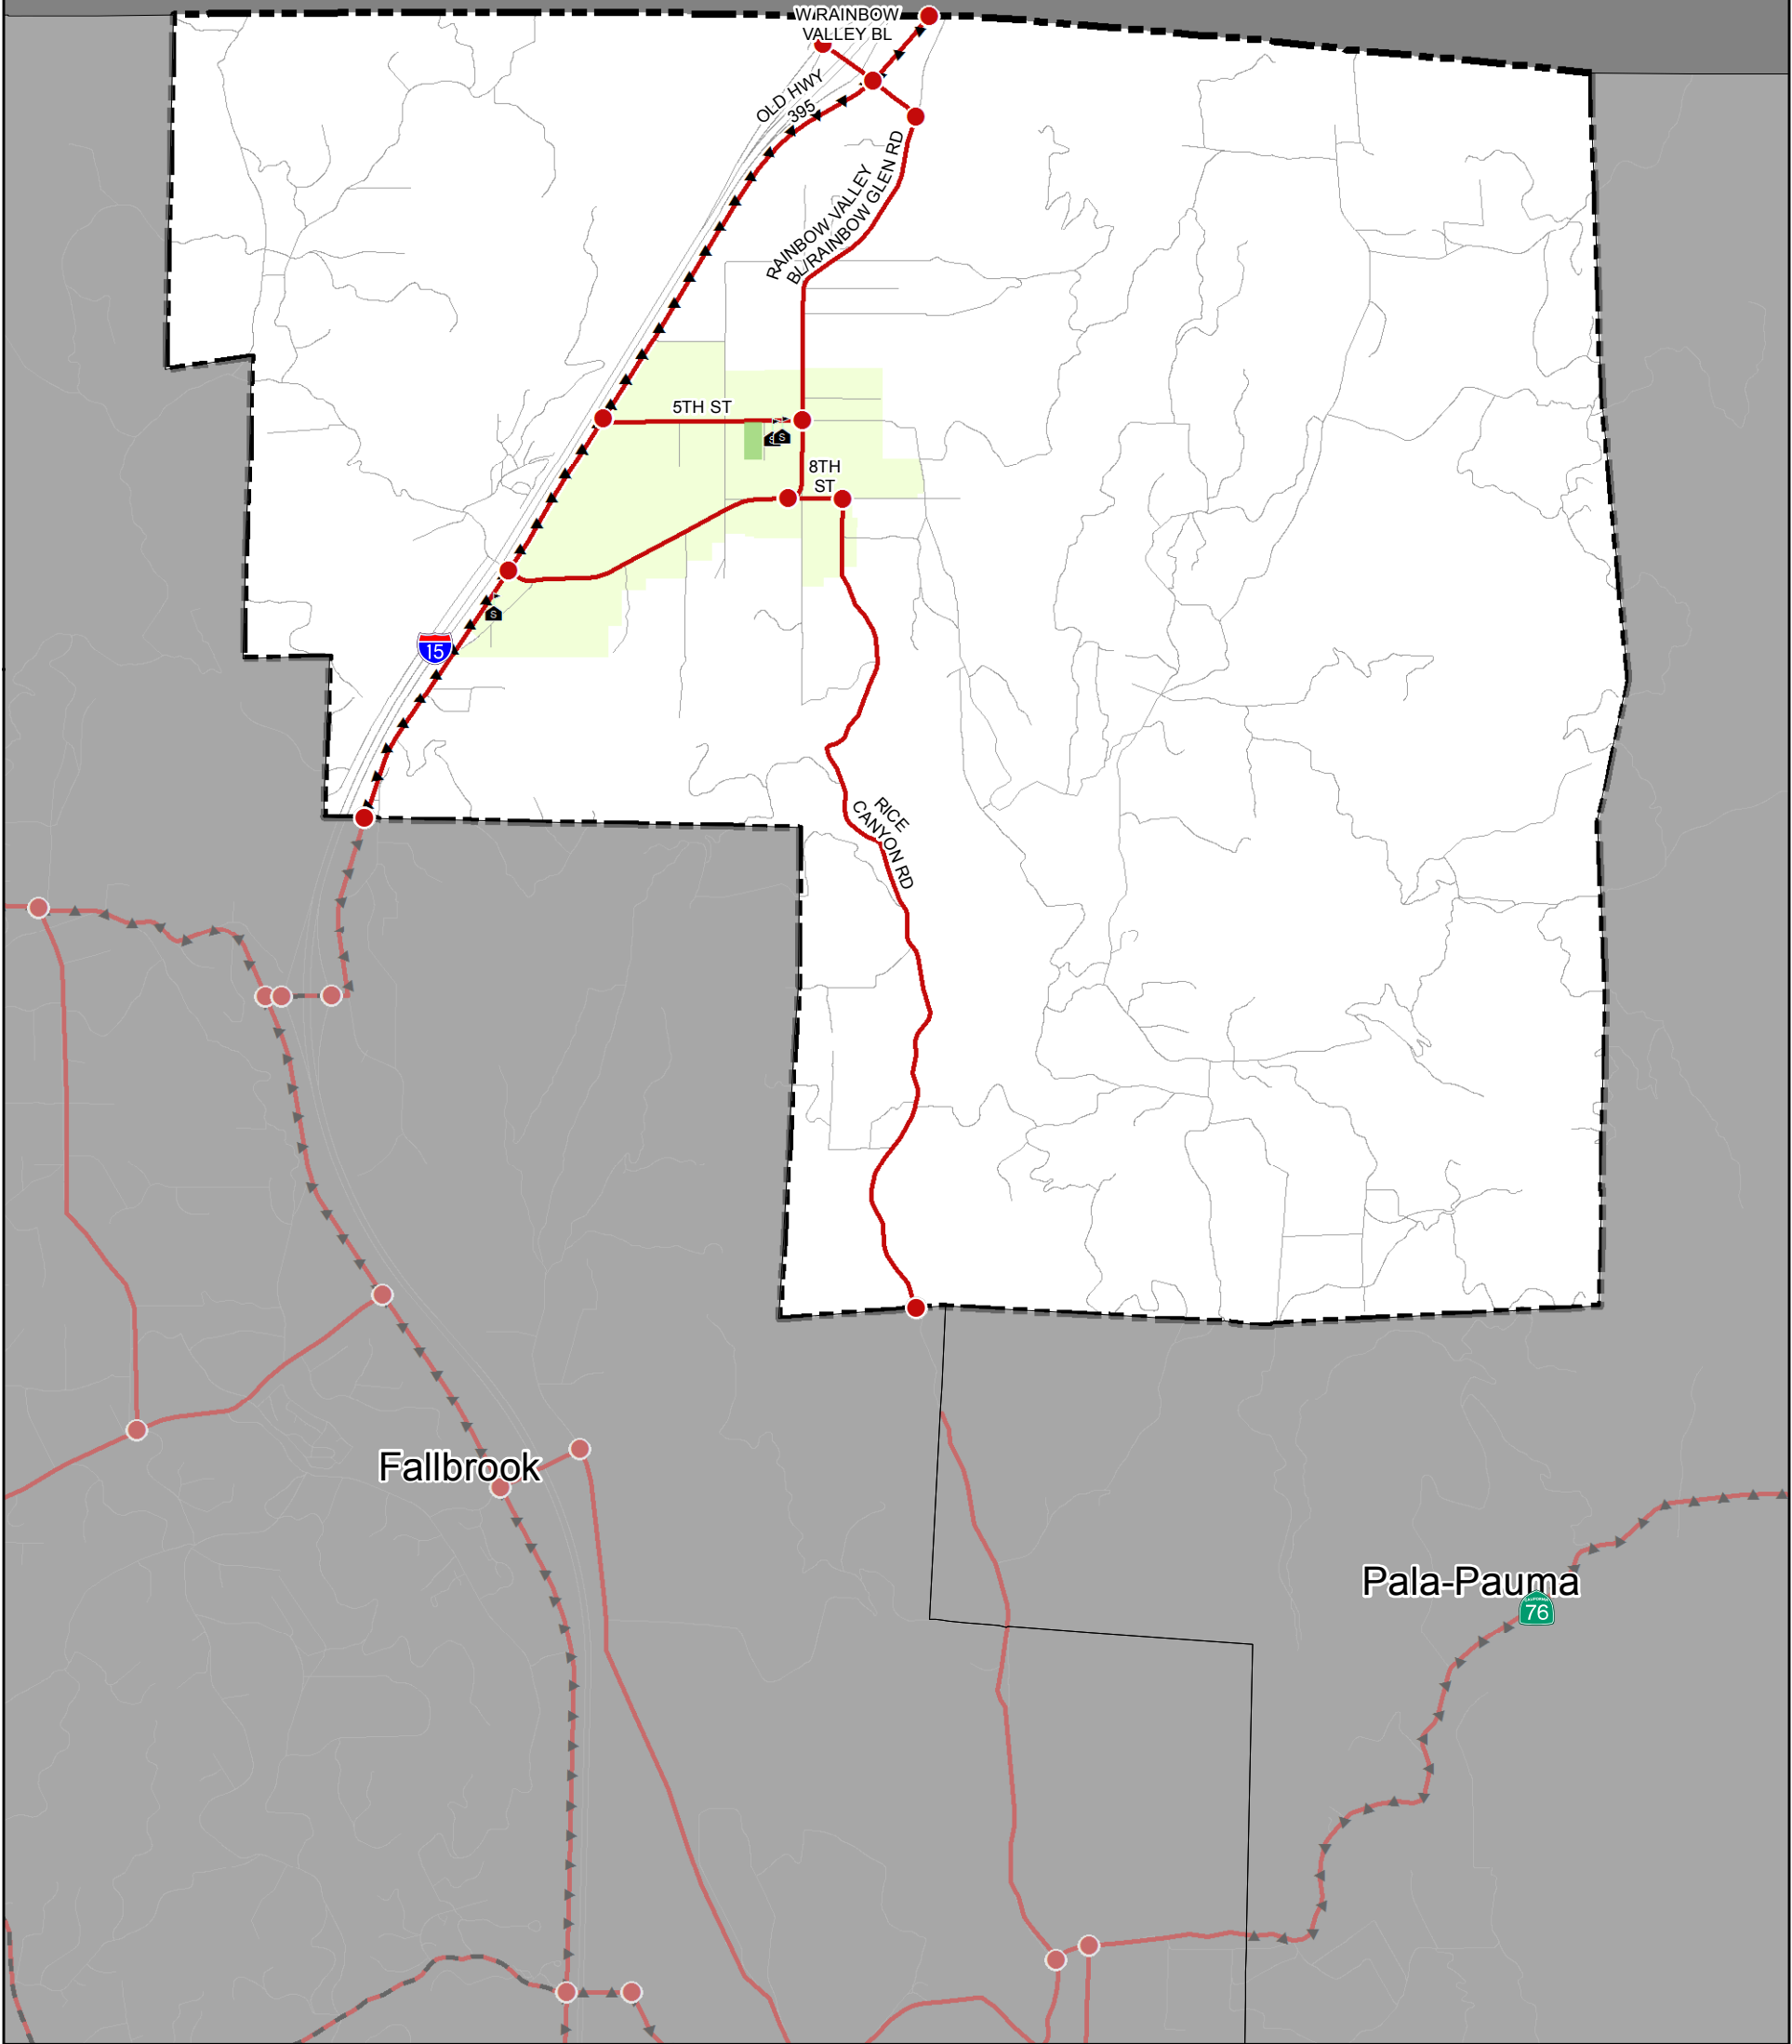 W RAINBOW
VALLEY BL
OLD HWY
395
RAINBOW VALLEY
BL/RAINBOW GLEN RD
5TH ST
S
S
8TH
ST
S
15
RICE
CANYON RD
Fallbrook
Pala-Pauma
CALIFORNIA
76